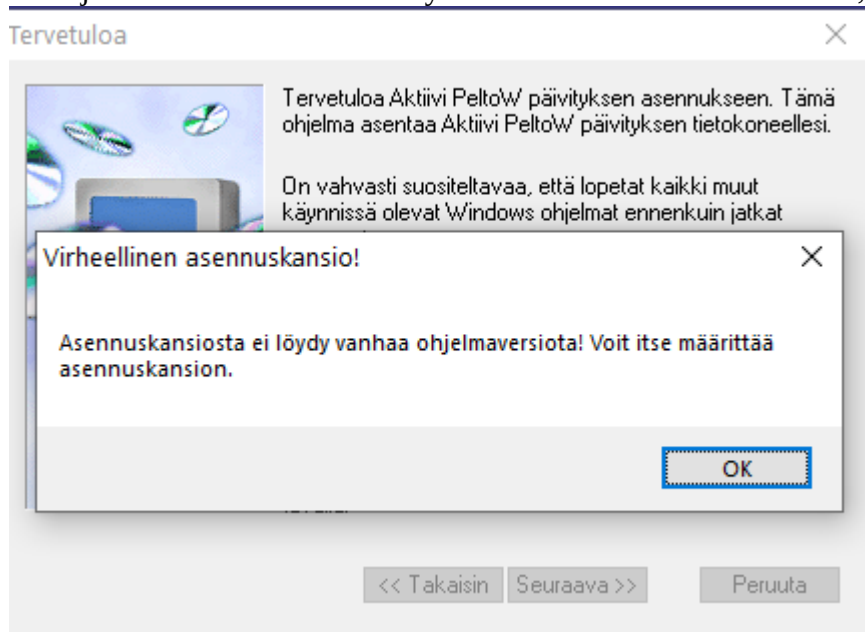 Tervetuloa
Tervetuloa Aktiivi PeltoW päivityksen asennukseen. Tämä
ohjelma asentaa Aktiivi PeltoW päivityksen tietokoneellesi.
On vahvasti suositeltavaa, että lopetat kaikki muut
käynnissä olevat Windows ohjelmat ennenkuin jatkat
Virheellinen asennuskansio!
Asennuskansiosta ei löydy vanhaa ohjelmaversiota! Voit itse määrittää
asennuskansion.
OK
<< Takaisin Seuraava >> Peruuta